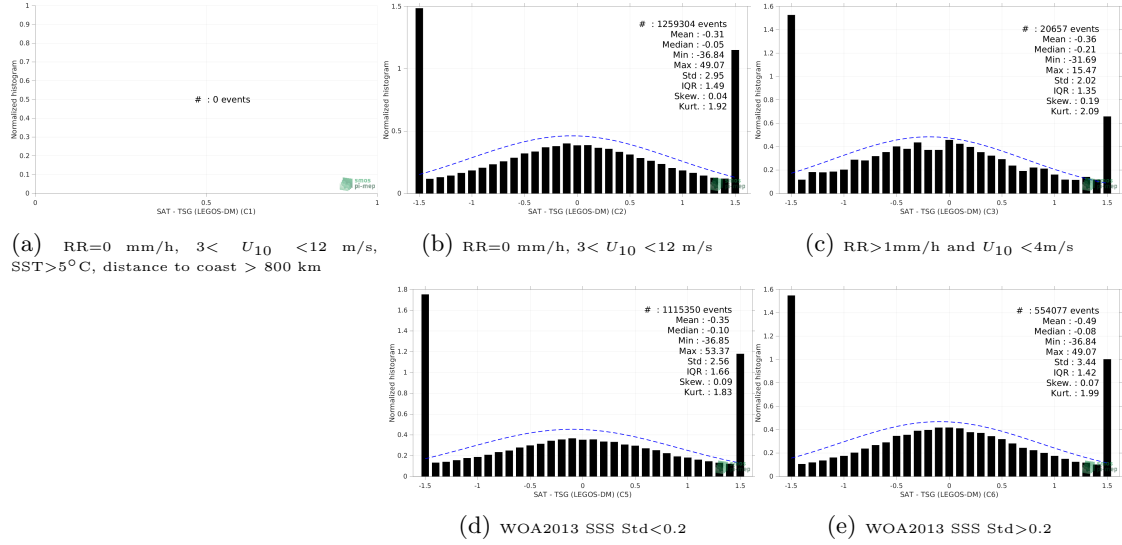 1
0.9
0.8
0.7
0.6
0.5
0.4
0.3
0.2
0.1
0
Normalized histogram
# : 0 events
smos
pi-mep
0
0.5
1
SAT - TSG (LEGOS-DM) (C1)
(a) RR=0 mm/h, 3< U10 <12 m/s,
SST>5°C, distance to coast > 800 km
1.5
1
0.5
0
Normalized histogram
# : 1259304 events
Mean : -0.31
Median : -0.05
Min : -36.84
Max : 49.07
Std : 2.95
IQR : 1.49
Skew. : 0.04
Kurt. : 1.92
pi-mep
-1.5
-1
-0.5
0
0.5
1
1.5
SAT - TSG (LEGOS-DM) (C2)
(b) RR=0 mm/h, 3< U10 <12 m/s
1.6
1.4
1.2
1
0.8
0.6
0.4
0.2
0
Normalized histogram
# : 20657 events
Mean : -0.36
Median : -0.21
Min : -31.69
Max : 15.47
Std : 2.02
IQR : 1.35
Skew. : 0.19
Kurt. : 2.09
pi-mep
-1.5
-1
-0.5
0
0.5
1
1.5
SAT - TSG (LEGOS-DM) (C3)
(c) RR>1mm/h and U10 <4m/s
1.8
1.6
1.4
1.2
1
0.8
0.6
0.4
0.2
0
Normalized histogram
# : 1115350 events
Mean : -0.35
Median : -0.10
Min : -36.85
Max : 53.37
Std : 2.56
IQR : 1.66
Skew. : 0.09
Kurt. : 1.83
pi-mep
-1.5
-1
-0.5
0
0.5
1
1.5
SAT - TSG (LEGOS-DM) (C5)
(d) WOA2013 SSS Std<0.2
1.6
1.4
1.2
1
0.8
0.6
0.4
0.2
0
Normalized histogram
# : 554077 events
Mean : -0.49
Median : -0.08
Min : -36.84
Max : 49.07
Std : 3.44
IQR : 1.42
Skew. : 0.07
Kurt. : 1.99
pi-mep
-1.5
-1
-0.5
0
0.5
1
1.5
SAT - TSG (LEGOS-DM) (C6)
(e) WOA2013 SSS Std>0.2